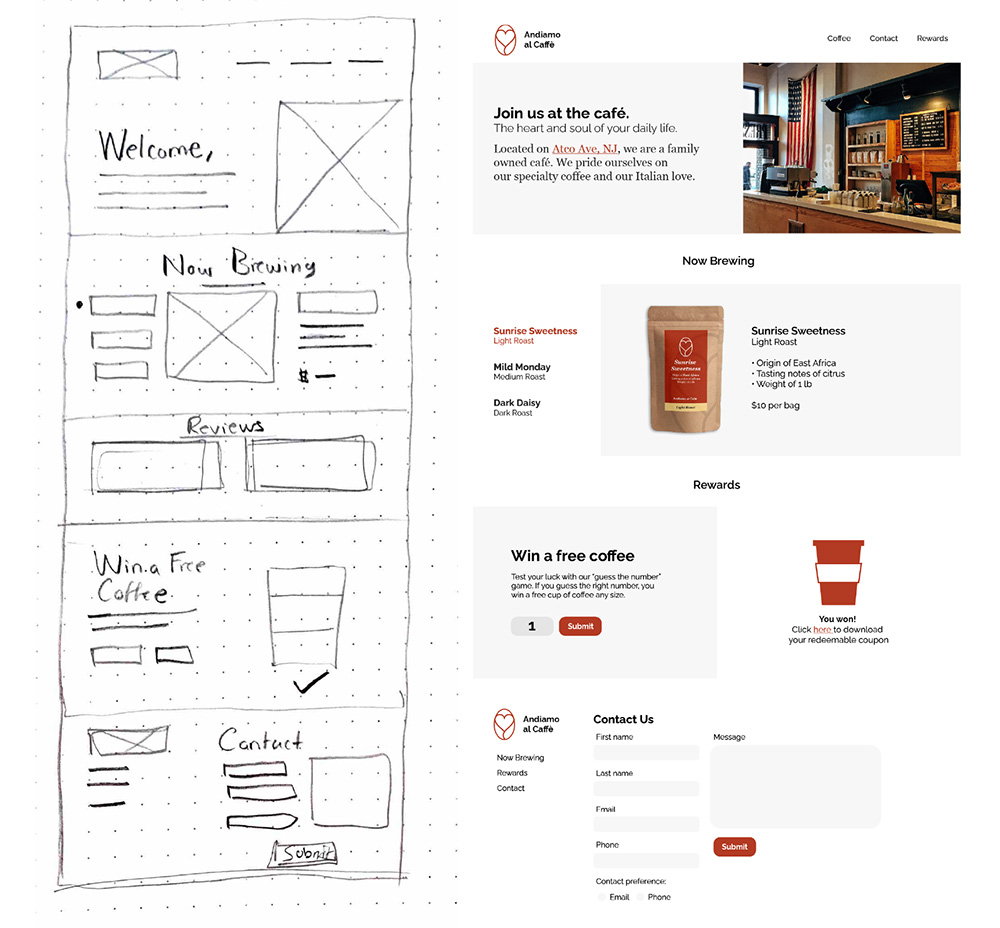 Welcome,
Now Brewing
$
Reviews
Win a Free
Coffee
Contact
Submit
Andiamo
al Caffè
Coffee
Contact
Rewards
Join us at the café.
The heart and soul of your daily life.
Located on Atco Ave, NJ, we are a family
owned café. We pride ourselves on
our specialty coffee and our Italian love.
Now Brewing
Sunrise Sweetness
Light Roast
Mild Monday
Medium Roast
Dark Daisy
Dark Roast
Sunrise
Sweetness
Andiamo al Caffè
Light Roast
Sunrise Sweetness
Light Roast
• Origin of East Africa
• Tasting notes of citrus
• Weight of 1 lb
$10 per bag
Rewards
Win a free coffee
Test your luck with our "guess the number"
game. If you guess the right number, you
win a free cup of coffee any size.
1
Submit
You won!
Click here to download
your redeemable coupon
Andiamo
al Caffè
Now Brewing
Rewards
Contact
Contact Us
First name
Last name
Email
Phone
Contact preference:
Email
Phone
Message
Submit